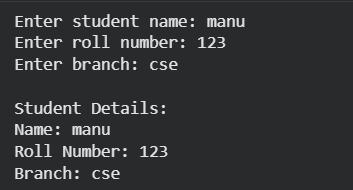 Enter student name: manu
Enter roll number: 123
Enter branch: cse
Student Details:
Name: manu
Roll Number: 123
Branch: cse